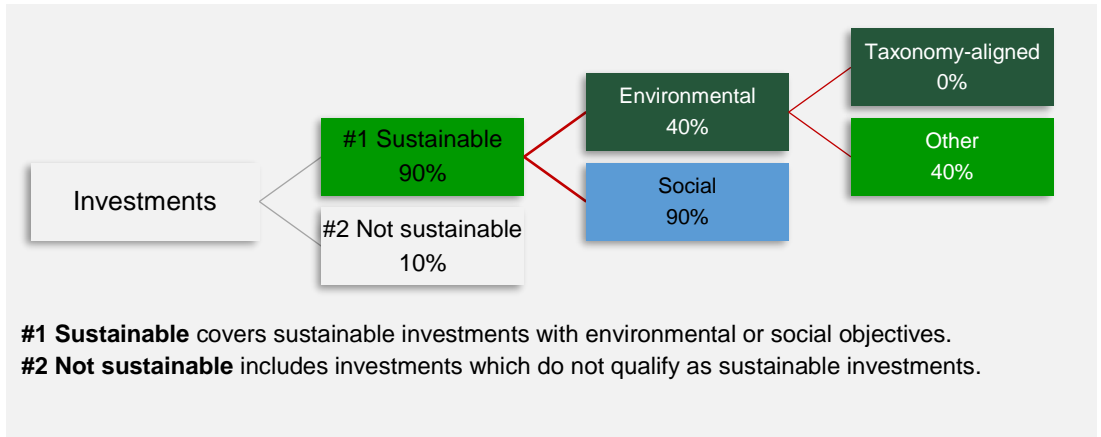 Investments
#1 Sustainable
90%
#2 Not sustainable
10%
Environmental
40%
Social
90%
Taxonomy-aligned
0%
Other
40%
#1 Sustainable covers sustainable investments with environmental or social objectives.
#2 Not sustainable includes investments which do not qualify as sustainable investments.